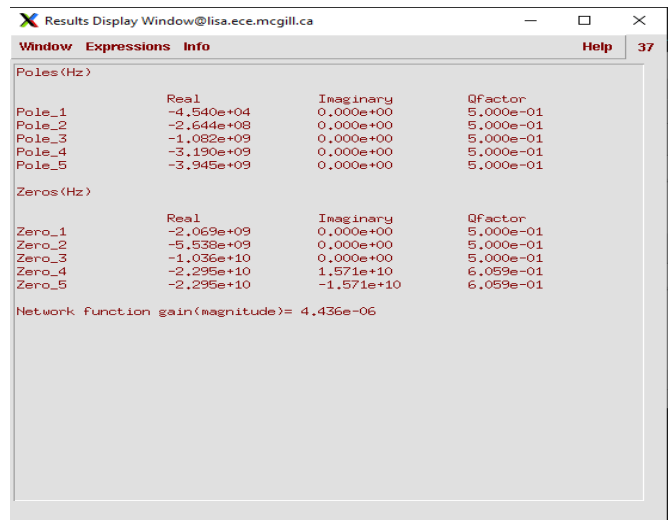 Results Display Window@lisa.ece.mcgill.ca
Window Expressions Info Help 37
Poles(Hz)
Real Imaginary Qfactor
Pole_1 -4.540e+04 0.000e+00 5.000e-01
Pole_2 -2.644e+08 0.000e+00 5.000e-01
Pole_3 -1.082e+09 0.000e+00 5.000e-01
Pole_4 -3.190e+09 0.000e+00 5.000e-01
Pole_5 -3.945e+09 0.000e+00 5.000e-01
Zeros(Hz)
Real Imaginary Qfactor
Zero_1 -2.069e+09 0.000e+00 5.000e-01
Zero_2 -5.538e+09 0.000e+00 5.000e-01
Zero_3 -1.036e+10 0.000e+00 5.000e-01
Zero_4 -2.295e+10 1.571e+10 6.059e-01
Zero_5 -2.295e+10 -1.571e+10 6.059e-01
Network function gain(magnitude)= 4.436e-06